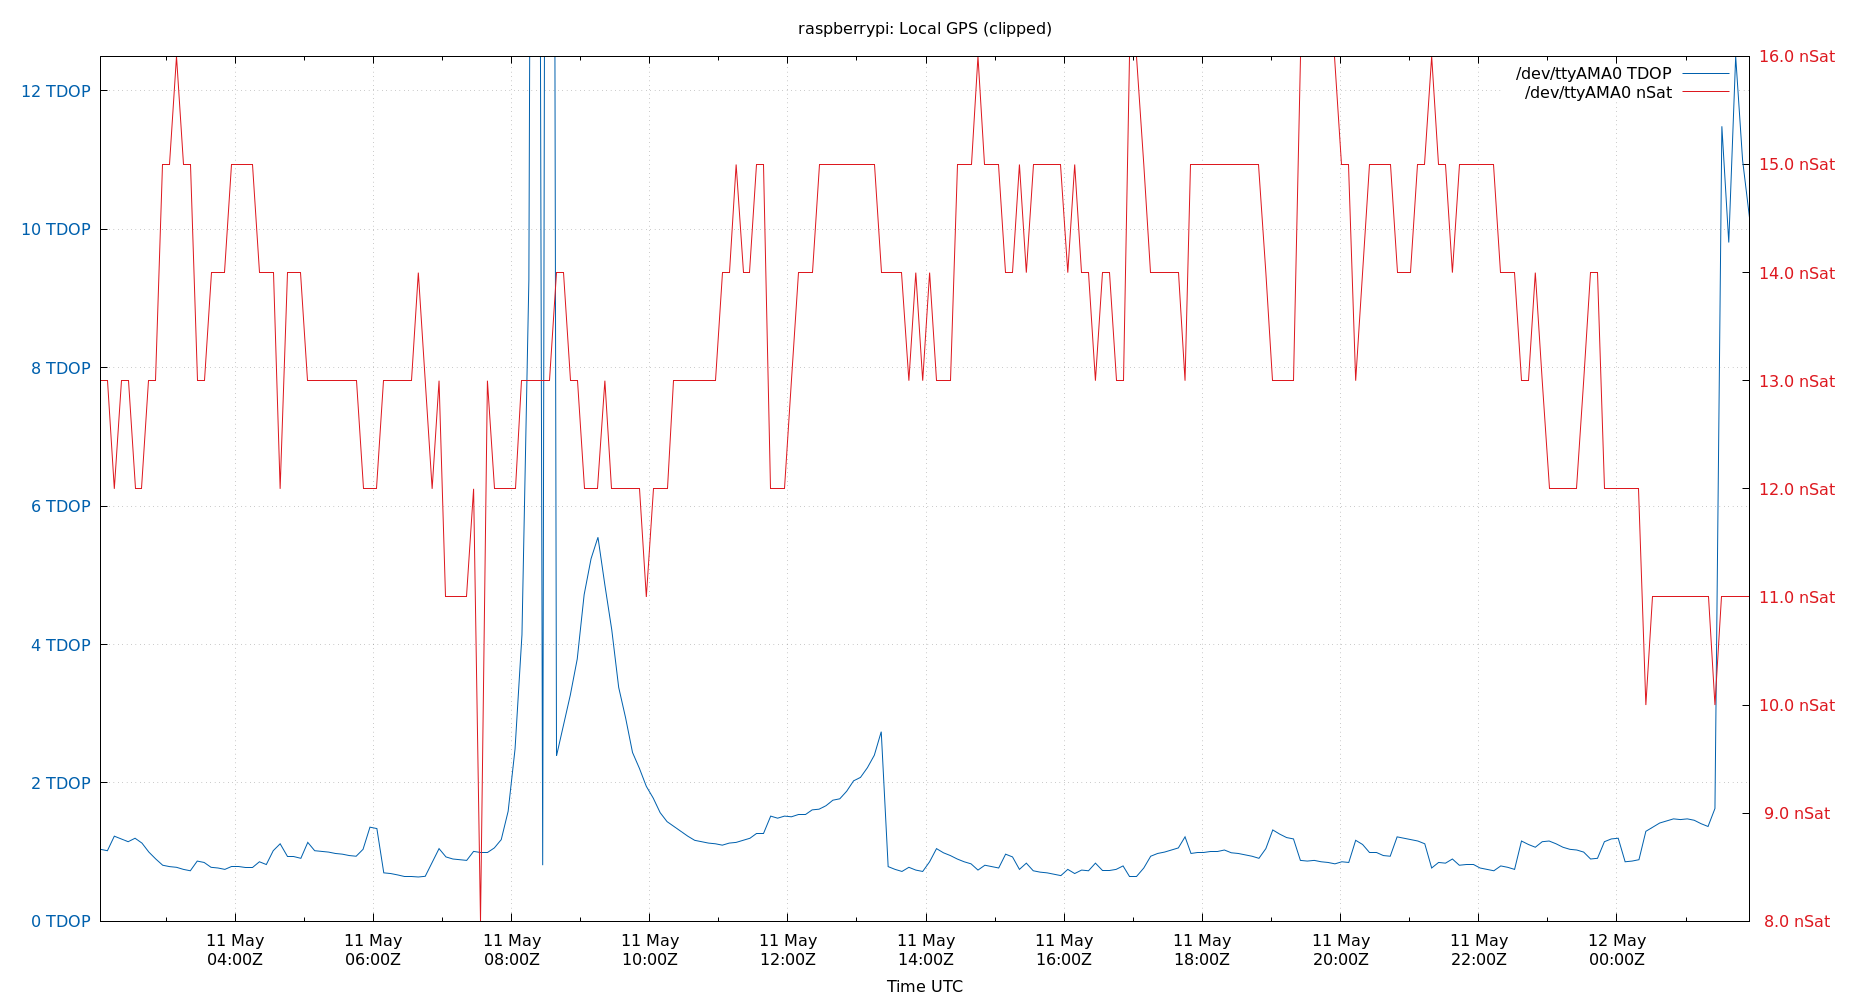 raspberrypi: Local GPS (clipped)
/dev/ttyAMA0 TDOP
/dev/ttyAMA0 nSat
12 TDOP
10 TDOP
8 TDOP
6 TDOP
4 TDOP
2 TDOP
0 TDOP
16.0 nSat
15.0 nSat
14.0 nSat
13.0 nSat
12.0 nSat
11.0 nSat
10.0 nSat
9.0 nSat
8.0 nSat
11 May
04:00Z
11 May
06:00Z
11 May
08:00Z
11 May
10:00Z
11 May
12:00Z
11 May
14:00Z
11 May
16:00Z
11 May
18:00Z
11 May
20:00Z
11 May
22:00Z
12 May
00:00Z
Time UTC